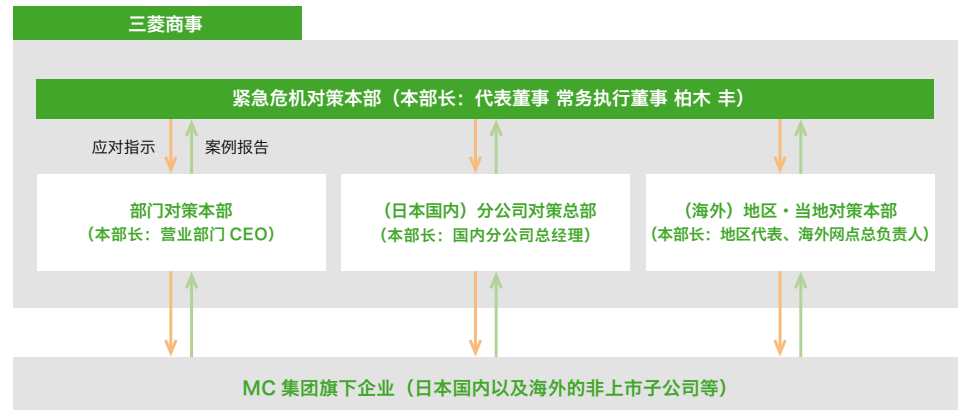 三菱商事
紧急危机对策本部（本部长：代表董事 常务执行董事 柏木 丰）
应对指示
案例报告
部门对策本部
（本部长：营业部门 CEO）
（日本国内）分公司对策总部
（本部长：国内分公司总经理）
（海外）地区・当地对策本部
（本部长：地区代表、海外网点总负责人）
MC 集团旗下企业（日本国内以及海外的非上市子公司等）